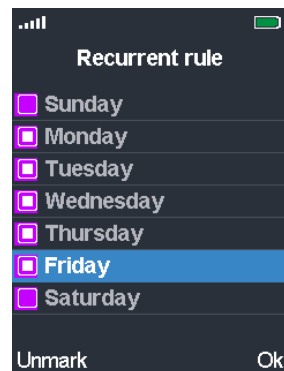 Recurrent rule
Sunday
Monday
Tuesday
Wednesday
Thursday
Friday
Saturday
Unmark Ok